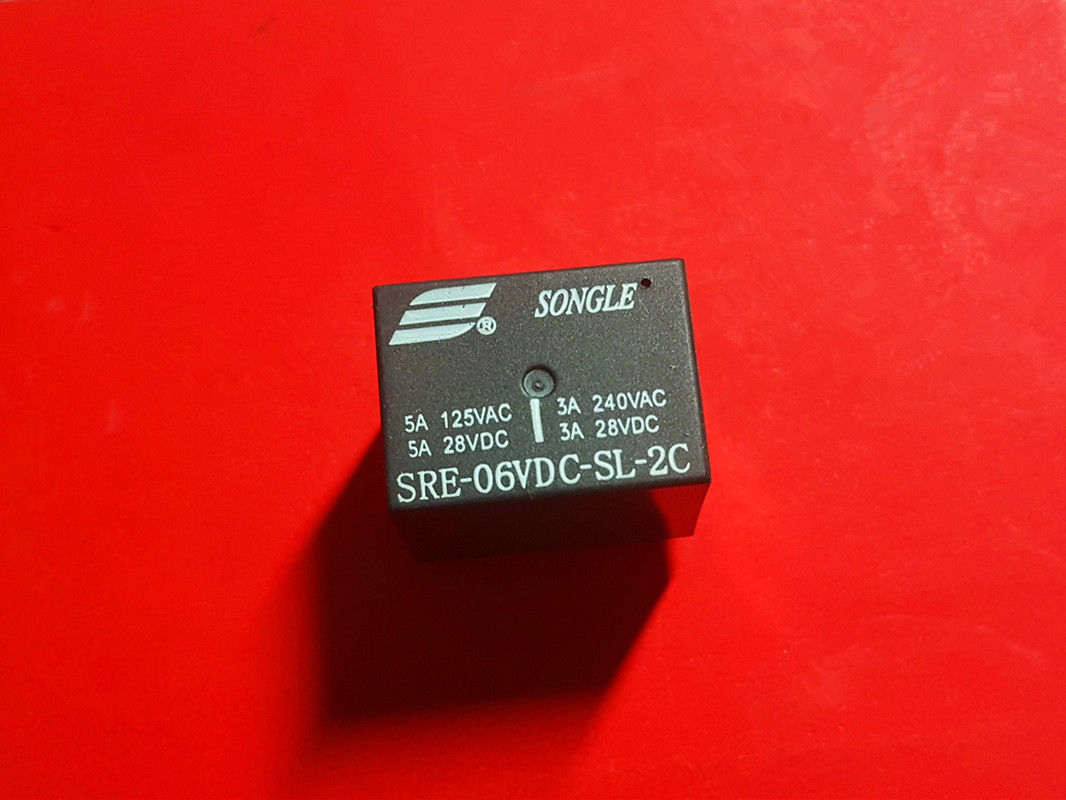 ® SONGLE
5A 125VAC 3A 240VAC
5A 28VDC 3A 28VDC
SRE-06VDC-SL-2C